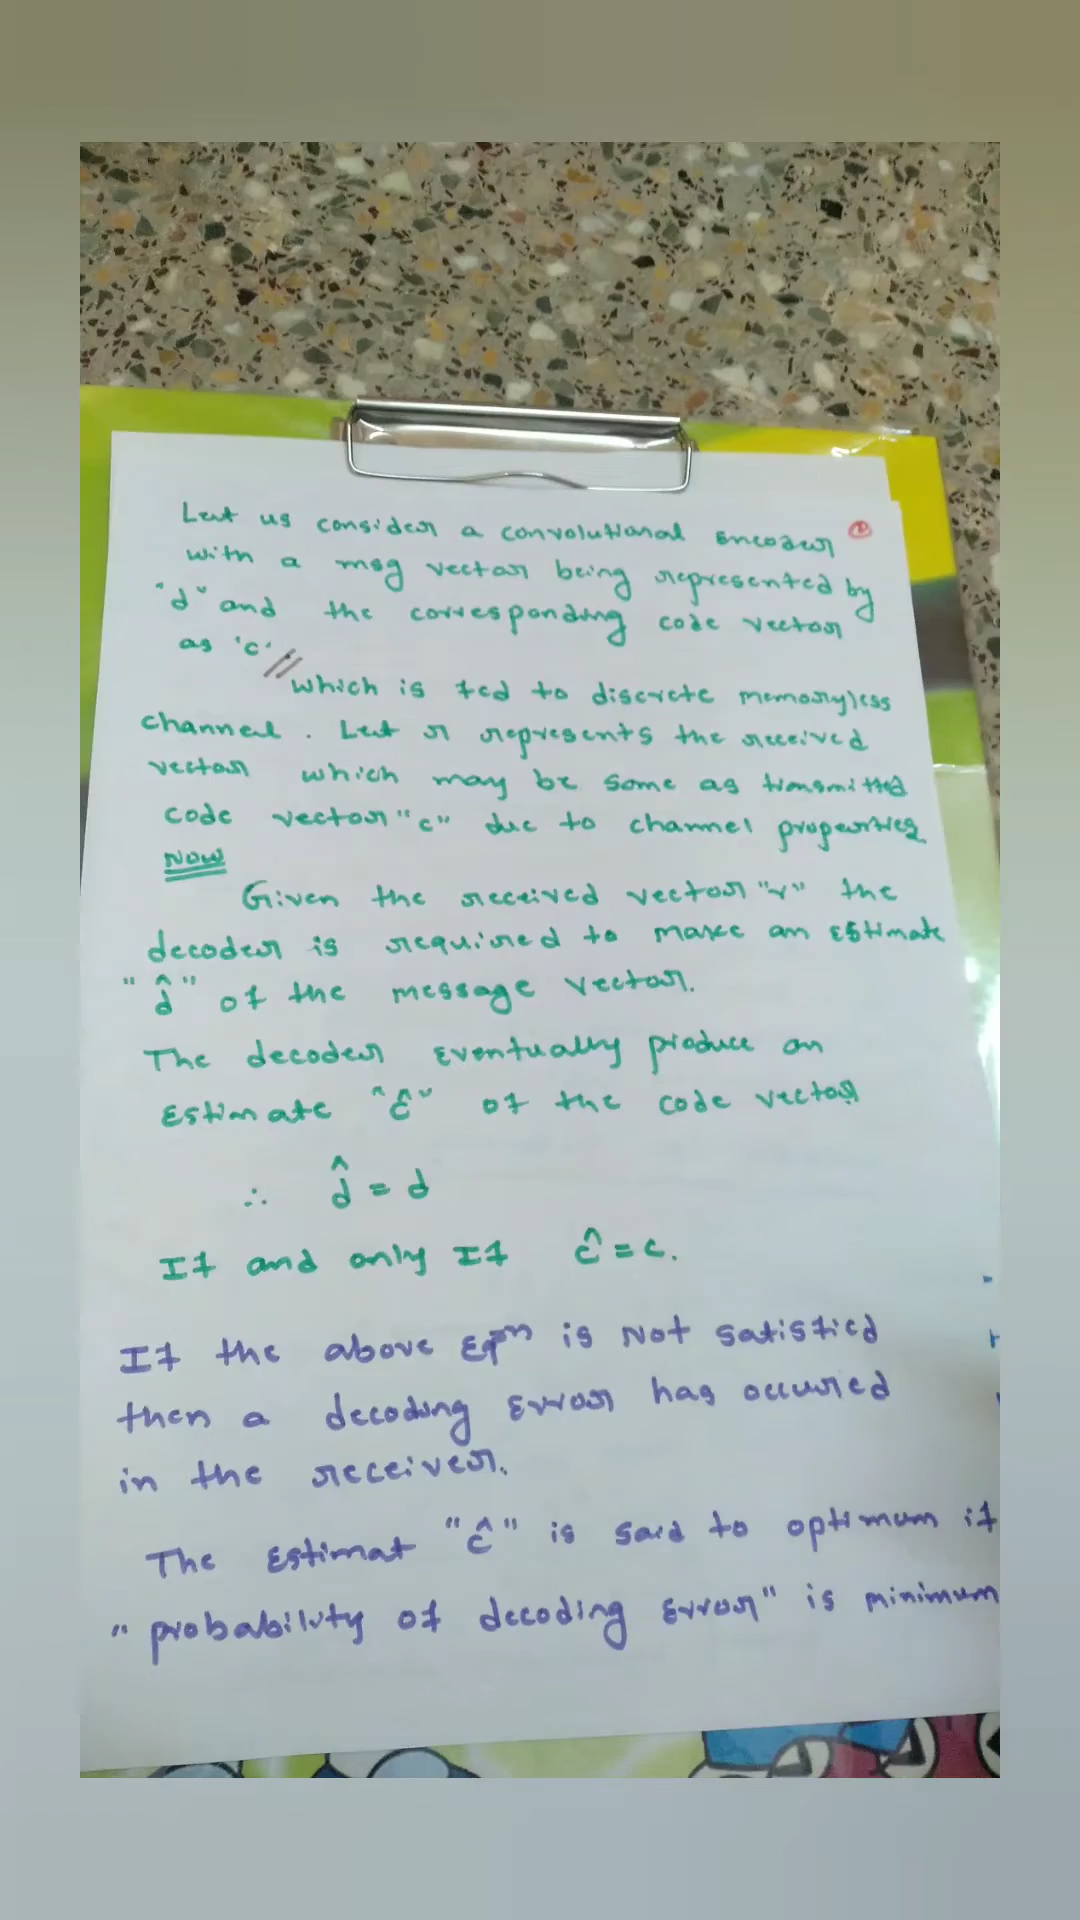 Let us consider a convolutional Encoder
with a msg vector being represented by
"d" and the corresponding code vector
as 'c'
which is fed to discrete memoryless
channel. Let r represents the received
vector which may be some as transmitted
code vector "c" due to channel properties
NOW
Given the received vector "r" the
decoder is required to make an Estimate
"d̂" of the message vector.
The decoder Eventually produce an
Estimate "ĉ" of the code vector
∴ d̂ = d
If and only If ĉ = c.
If the above Eqⁿ is Not satisfied
then a decoding Error has occured
in the receiver.
The Estimat "ĉ" is said to optimum if
"probability of decoding Error" is minimum